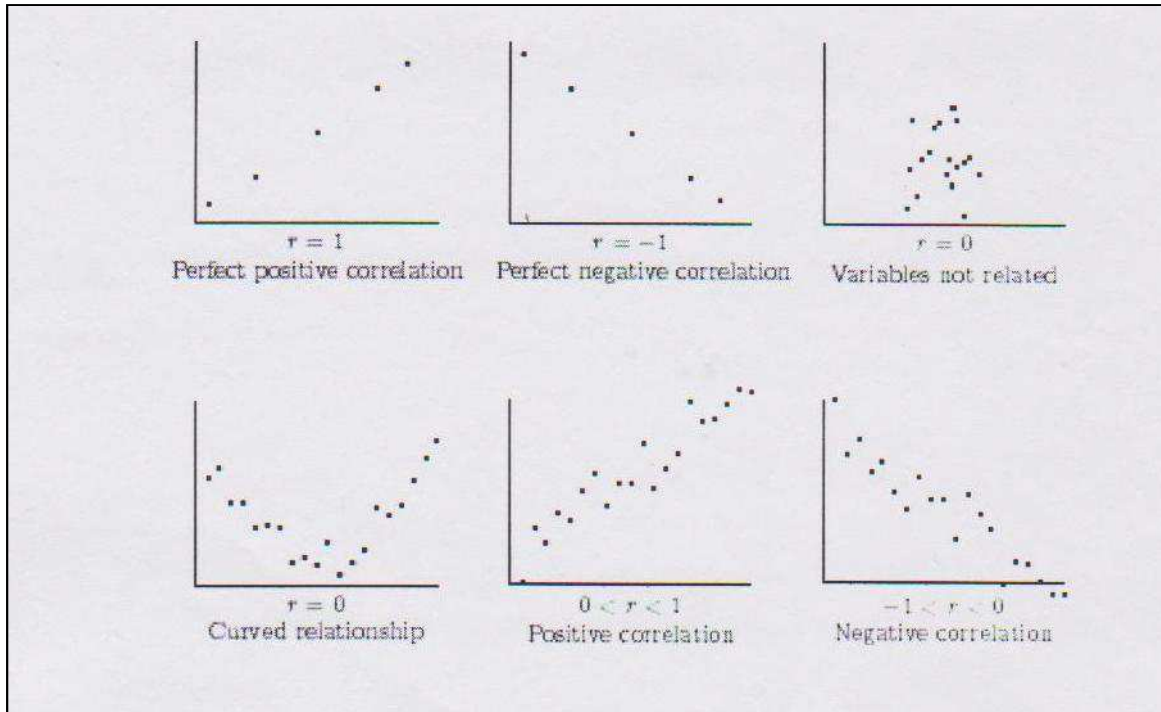 r = 1
Perfect positive correlation
r = −1
Perfect negative correlation
r = 0
Variables not related
r = 0
Curved relationship
0 < r < 1
Positive correlation
−1 < r < 0
Negative correlation